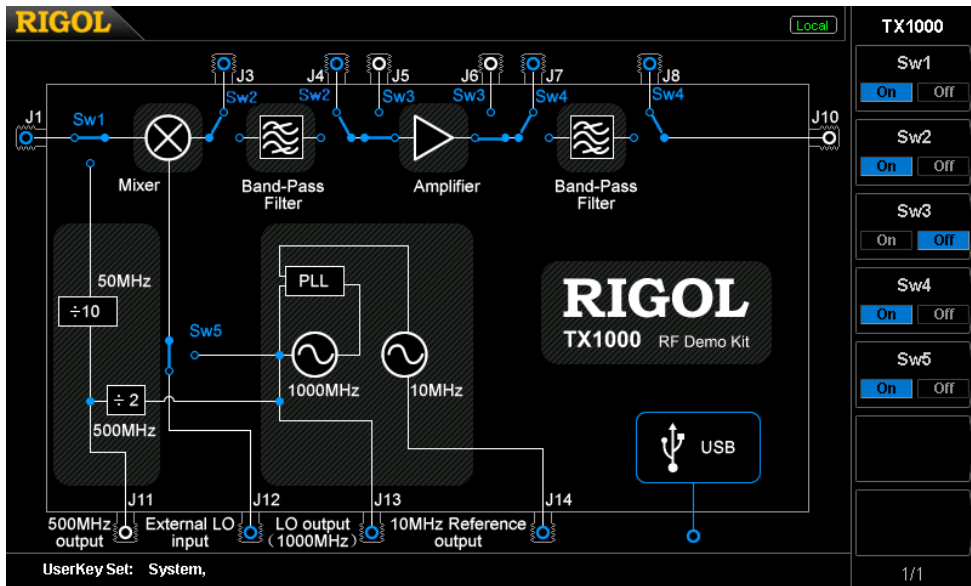 RIGOL
Local
TX1000
J3
J4
J5
J6
J7
J8
Sw2
Sw2
Sw3
Sw3
Sw4
Sw4
J1
Sw1
J10
Mixer
Band-Pass
Filter
Amplifier
Band-Pass
Filter
50MHz
÷10
PLL
Sw5
1000MHz
10MHz
÷ 2
500MHz
RIGOL
TX1000 RF Demo Kit
USB
J11
J12
J13
J14
500MHz
output
External LO
input
LO output
(1000MHz)
10MHz Reference
output
UserKey Set: System,
Sw1
On Off
Sw2
On Off
Sw3
On Off
Sw4
On Off
Sw5
On Off
1/1